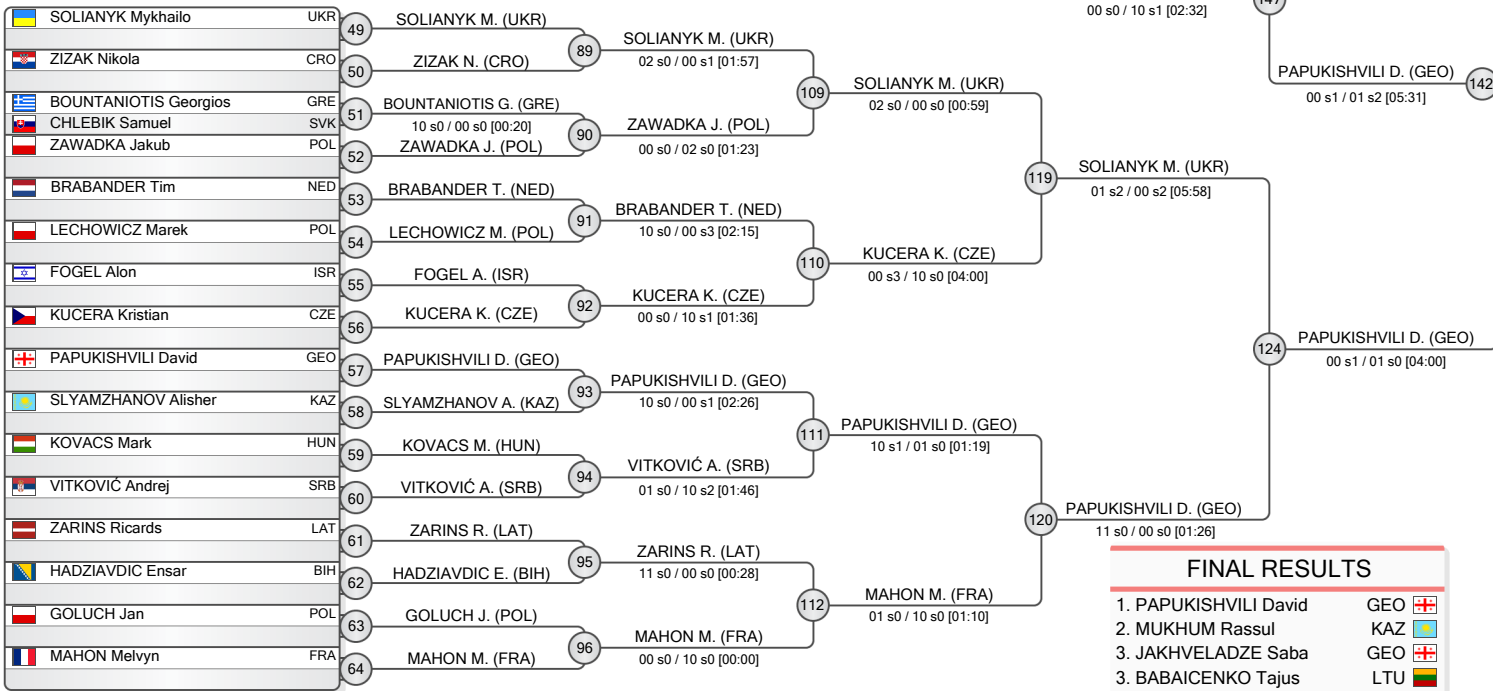 SOLIANYK Mykhailo UKR
ZIZAK Nikola CRO
BOUNTANIOTIS Georgios GRE
CHLEBIK Samuel SVK
ZAWADKA Jakub POL
BRABANDER Tim NED
LECHOWICZ Marek POL
FOGEL Alon ISR
KUCERA Kristian CZE
PAPUKISHVILI David GEO
SLYAMZHANOV Alisher KAZ
KOVACS Mark HUN
VITKOVIĆ Andrej SRB
ZARINS Ricards LAT
HADZIAVDIC Ensar BIH
GOLUCH Jan POL
MAHON Melvyn FRA
49
50
51
52
53
54
55
56
57
58
59
60
61
62
63
64
SOLIANYK M. (UKR)
ZIZAK N. (CRO)
BOUNTANIOTIS G. (GRE)
10 s0 / 00 s0 [00:20]
ZAWADKA J. (POL)
BRABANDER T. (NED)
LECHOWICZ M. (POL)
FOGEL A. (ISR)
KUCERA K. (CZE)
PAPUKISHVILI D. (GEO)
SLYAMZHANOV A. (KAZ)
KOVACS M. (HUN)
VITKOVIĆ A. (SRB)
ZARINS R. (LAT)
HADZIAVDIC E. (BIH)
GOLUCH J. (POL)
MAHON M. (FRA)
89
90
91
92
93
94
95
96
SOLIANYK M. (UKR)
02 s0 / 00 s1 [01:57]
ZAWADKA J. (POL)
00 s0 / 02 s0 [01:23]
BRABANDER T. (NED)
10 s0 / 00 s3 [02:15]
KUCERA K. (CZE)
00 s0 / 10 s1 [01:36]
PAPUKISHVILI D. (GEO)
10 s0 / 00 s1 [02:26]
VITKOVIĆ A. (SRB)
01 s0 / 10 s2 [01:46]
ZARINS R. (LAT)
11 s0 / 00 s0 [00:28]
MAHON M. (FRA)
00 s0 / 10 s0 [00:00]
109
110
111
112
SOLIANYK M. (UKR)
02 s0 / 00 s0 [00:59]
KUCERA K. (CZE)
00 s3 / 10 s0 [04:00]
PAPUKISHVILI D. (GEO)
10 s1 / 01 s0 [01:19]
MAHON M. (FRA)
01 s0 / 10 s0 [01:10]
119
120
SOLIANYK M. (UKR)
01 s2 / 00 s2 [05:58]
PAPUKISHVILI D. (GEO)
11 s0 / 00 s0 [01:26]
124
PAPUKISHVILI D. (GEO)
00 s1 / 01 s0 [04:00]
00 s0 / 10 s1 [02:32]
PAPUKISHVILI D. (GEO)
00 s1 / 01 s2 [05:31]
142
FINAL RESULTS
1. PAPUKISHVILI David GEO
2. MUKHUM Rassul KAZ
3. JAKHVELADZE Saba GEO
3. BABAICENKO Tajus LTU